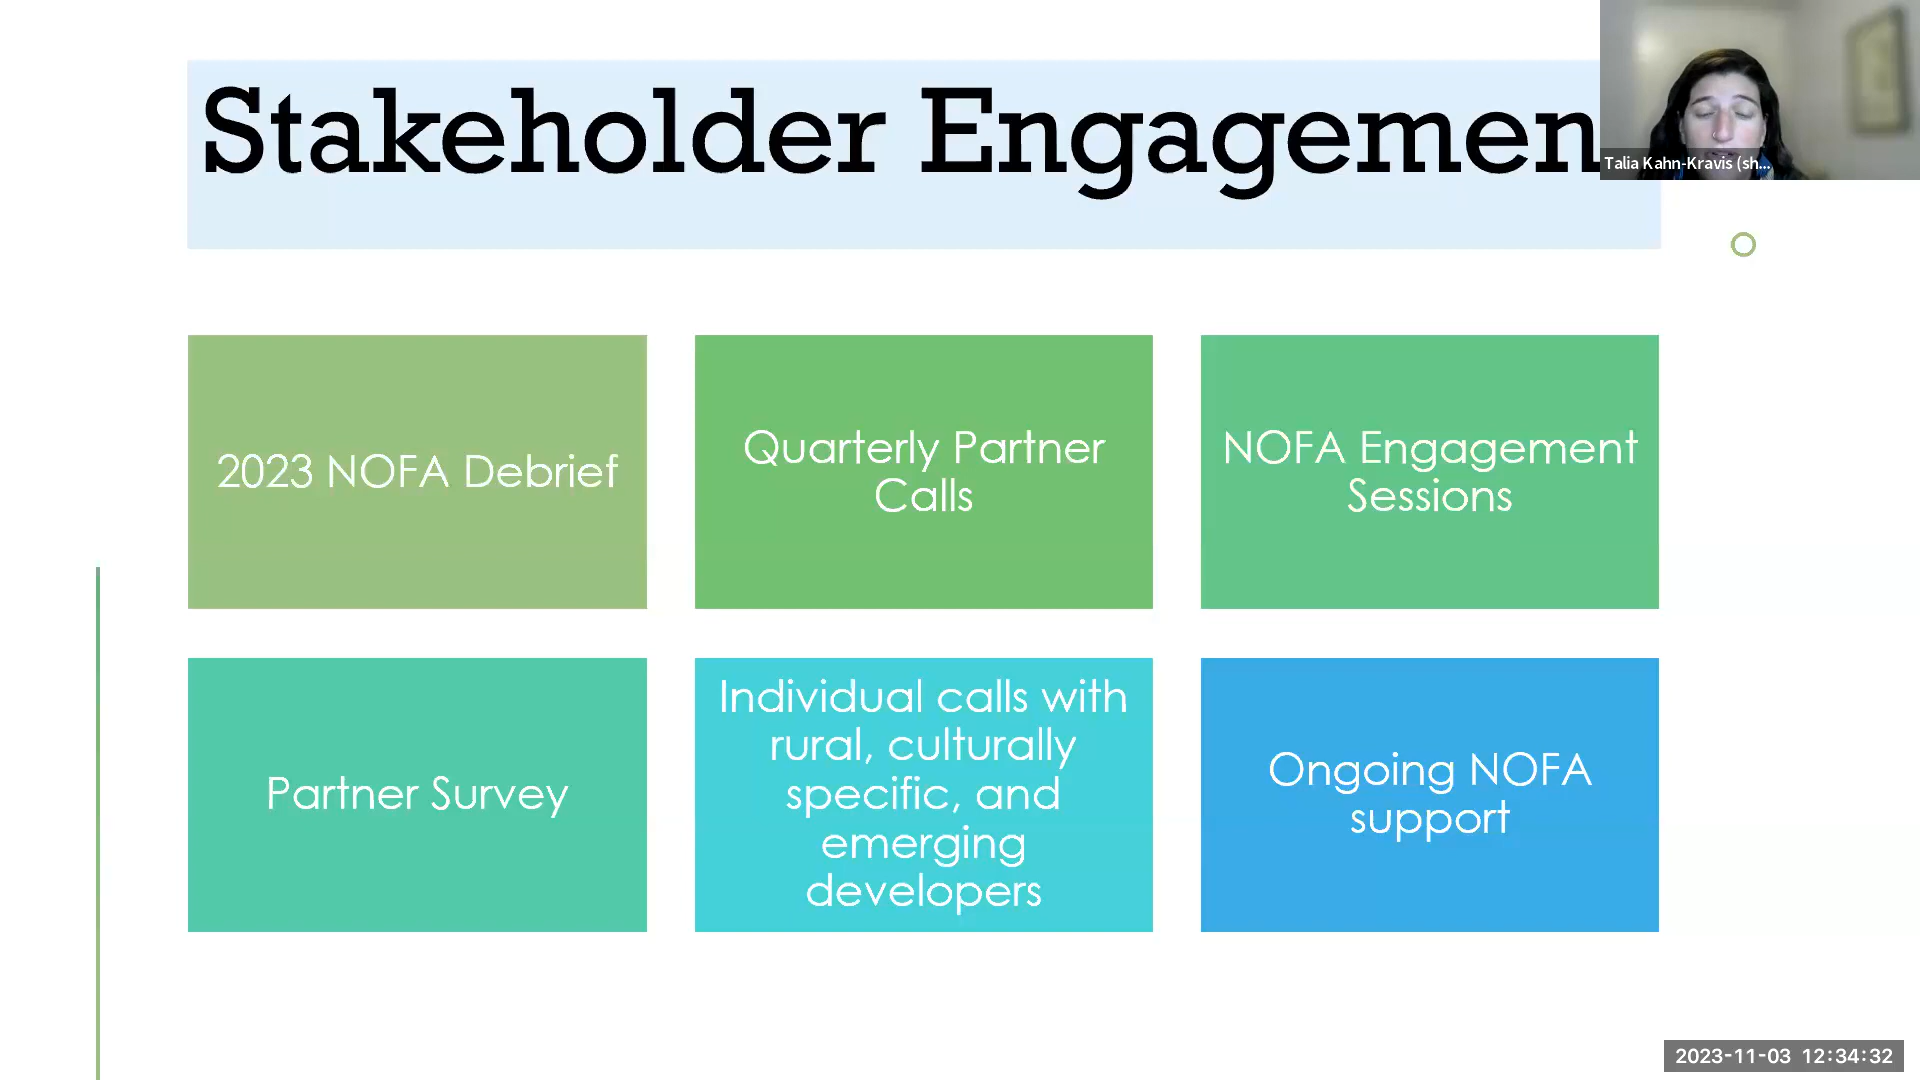 Stakeholder Engagemen
Talia Kahn-Kravis (sh...
2023 NOFA Debrief
Quarterly Partner
Calls
NOFA Engagement
Sessions
Partner Survey
Individual calls with
rural, culturally
specific, and
emerging
developers
Ongoing NOFA
support
2023-11-03 12:34:32